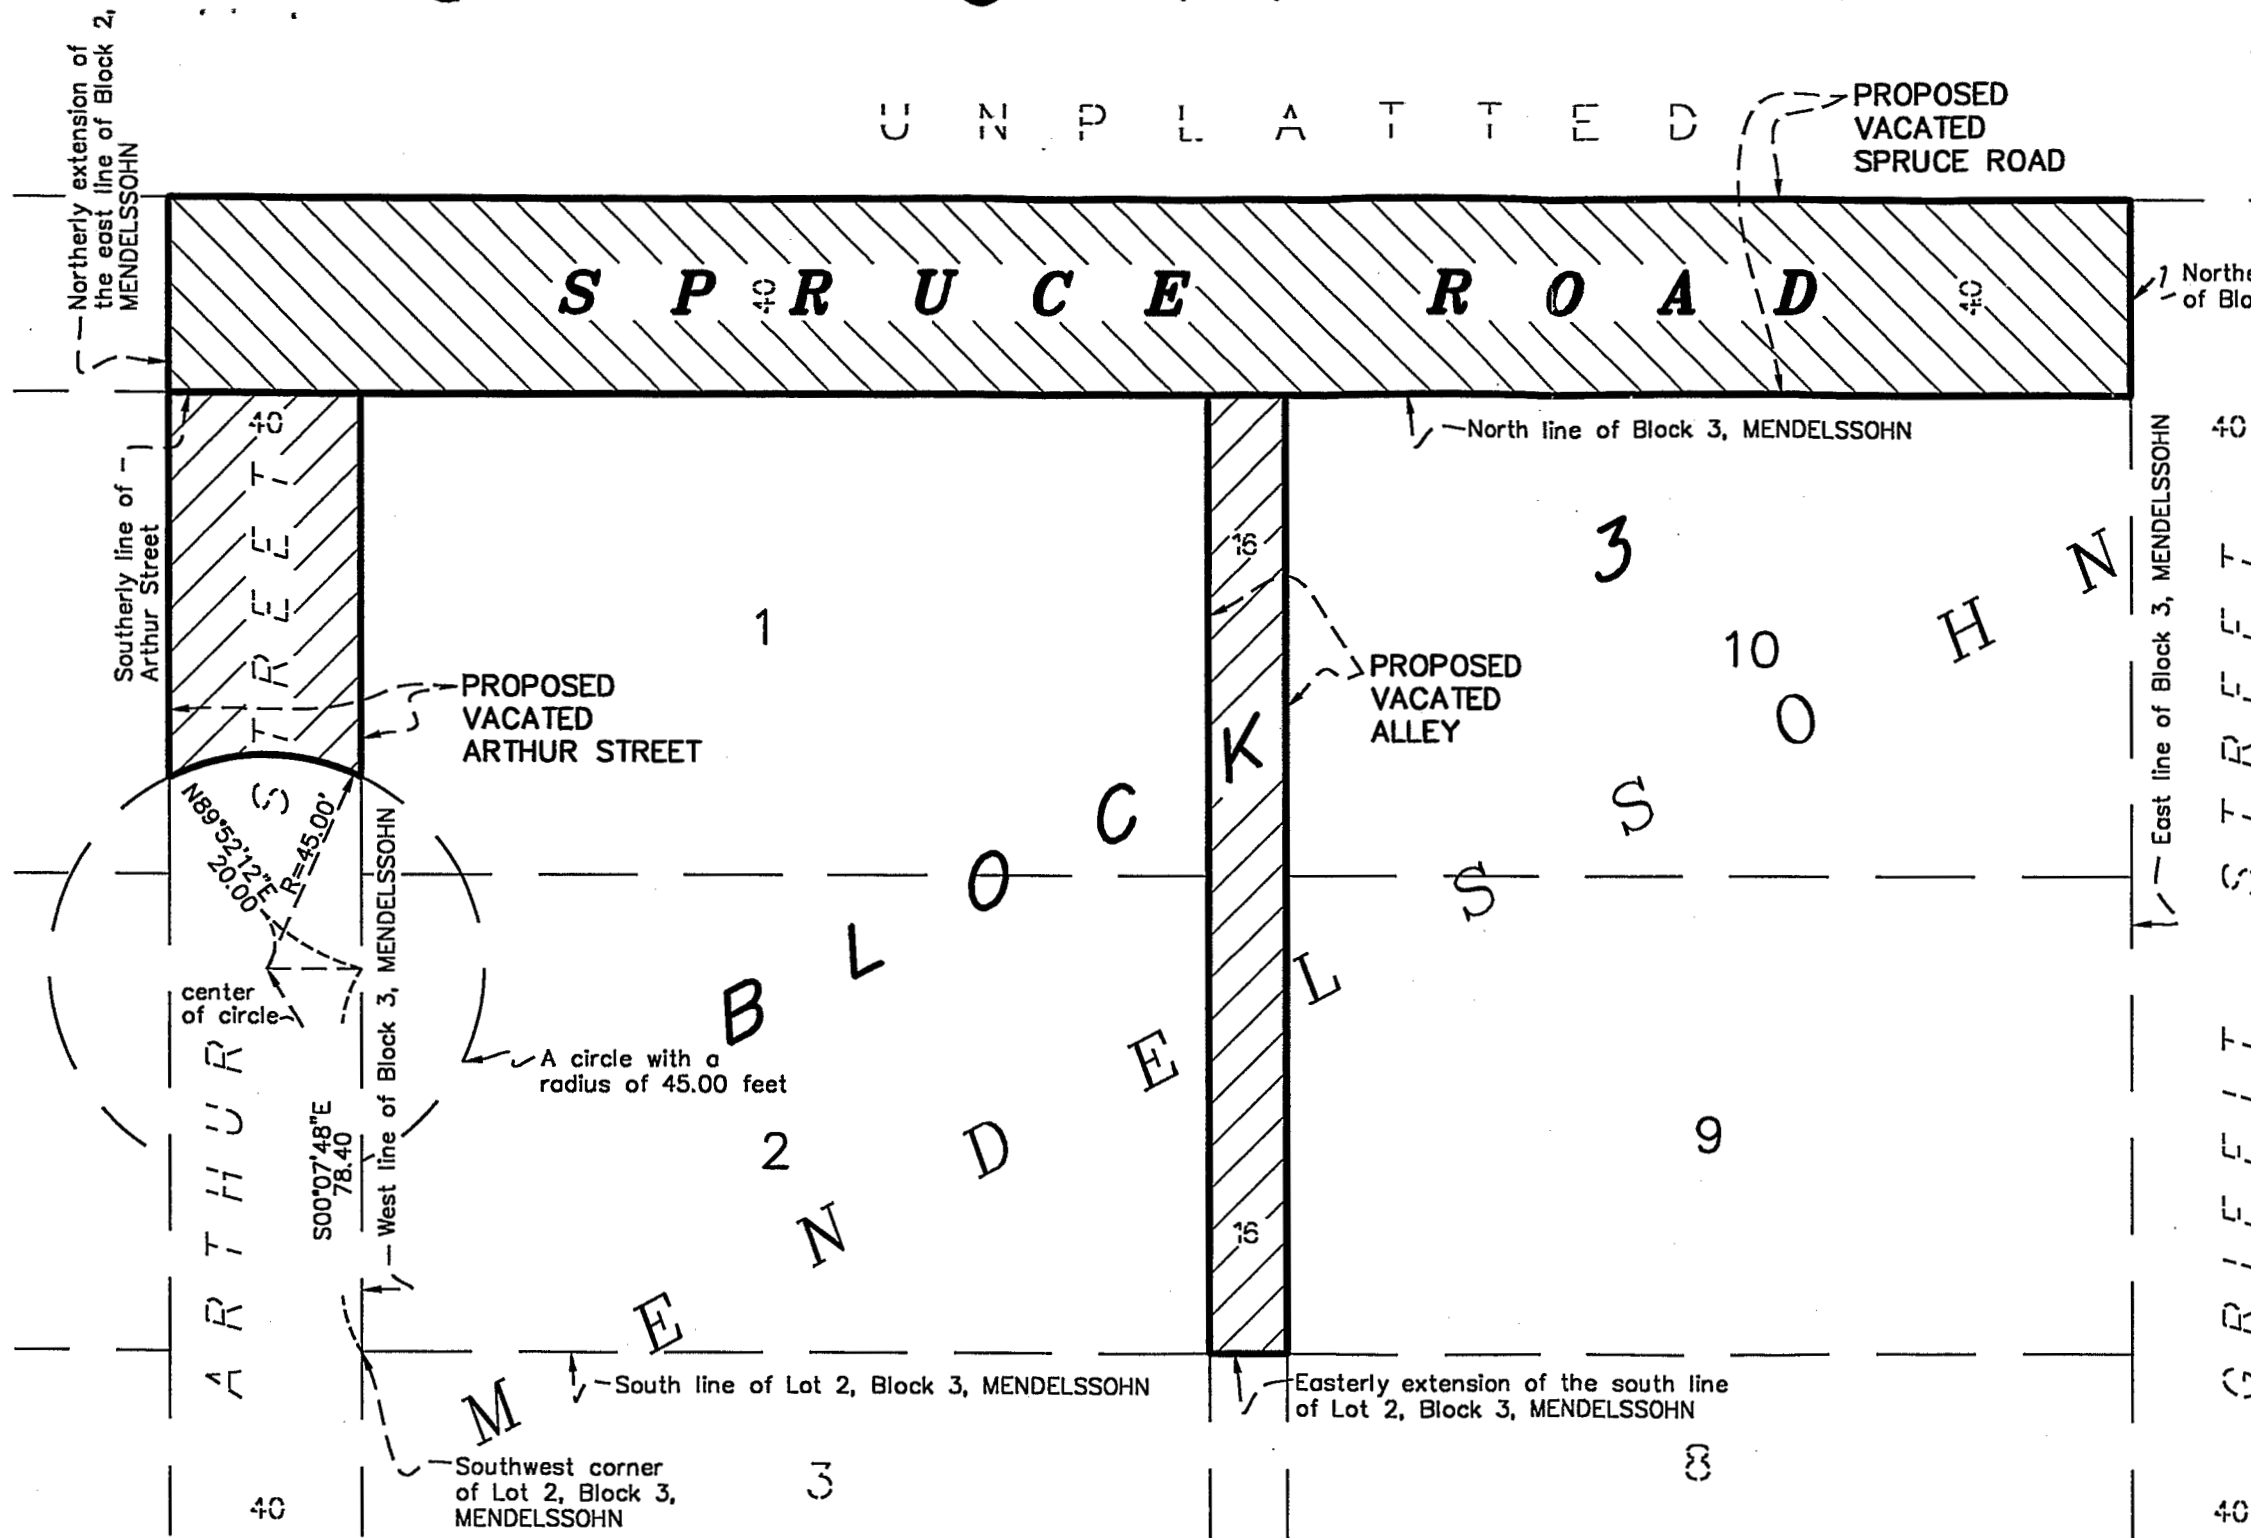 Northerly extension of
the east line of Block 2,
MENDELSSOHN
UNPLATTED
PROPOSED
VACATED
SPRUCE ROAD
SPRUCE ROAD
40
40
of
North line of Block 3, MENDELSSOHN
40
40
Southerly line of
Arthur Street
East line of Block 3, MENDELSSOHN
16
3
1
10
PROPOSED
VACATED
ARTHUR STREET
PROPOSED
VACATED
ALLEY
N89°52'12"E
20.00
R=45.00'
center
of circle
A circle with a
radius of 45.00 feet
West line of Block 3, MENDELSSOHN
S00°07'48"E
78.40
BLOCK
MENDELSSOHN
2
9
16
ARTHUR STREET
STREET
South line of Lot 2, Block 3, MENDELSSOHN
Easterly extension of the south line
of Lot 2, Block 3, MENDELSSOHN
Southwest corner
of Lot 2, Block 3,
MENDELSSOHN
3
8
40
40